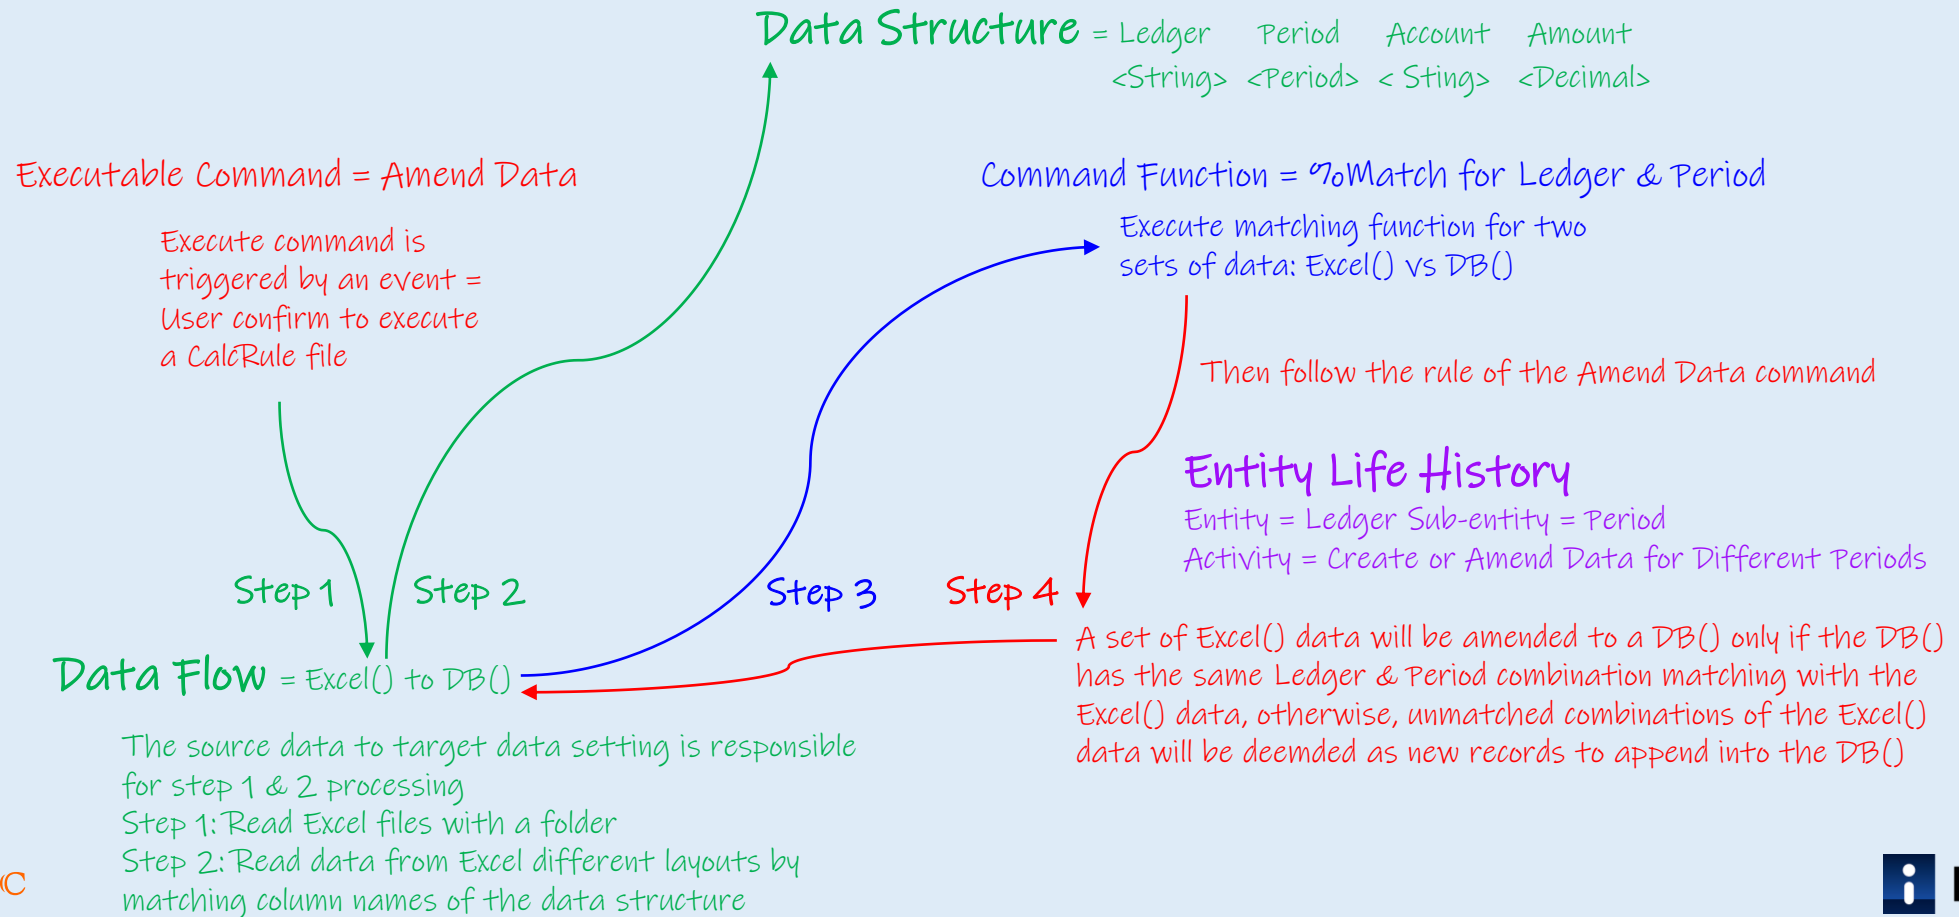 Data Structure = Ledger Period Account Amount
<String> <Period> < Sting> <Decimal>
Executable Command = Amend Data
Execute command is
triggered by an event =
User confirm to execute
a CalcRule file
Command Function = %Match for Ledger & Period
Execute matching function for two
sets of data: Excel() vs DB()
Then follow the rule of the Amend Data command
Entity Life History
Entity = Ledger Sub-entity = Period
Activity = Create or Amend Data for Different Periods
Step 1 Step 2 Step 3 Step 4
A set of Excel() data will be amended to a DB() only if the DB()
has the same Ledger & Period combination matching with the
Excel() data, otherwise, unmatched combinations of the Excel()
data will be deemded as new records to append into the DB()
Data Flow = Excel() to DB()
The source data to target data setting is responsible
for step 1 & 2 processing
Step 1: Read Excel files with a folder
Step 2: Read data from Excel different layouts by
matching column names of the data structure